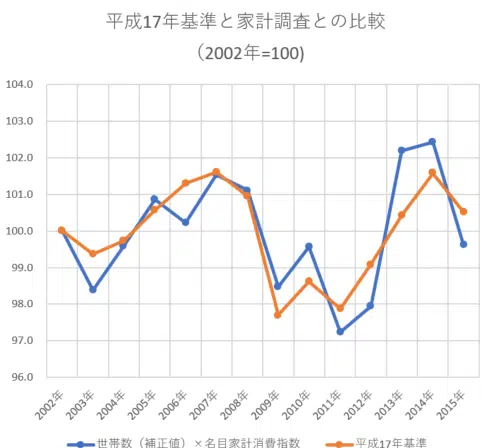 平成17年基準と家計調査との比較
（2002年=100)
104.0
103.0
102.0
101.0
100.0
99.0
98.0
97.0
96.0
2002年
2003年
2004年
2005年
2006年
2007年
2008年
2009年
2010年
2011年
2012年
2013年
2014年
2015年
世帯数（補正値）×名目家計消費指数
平成17年基準